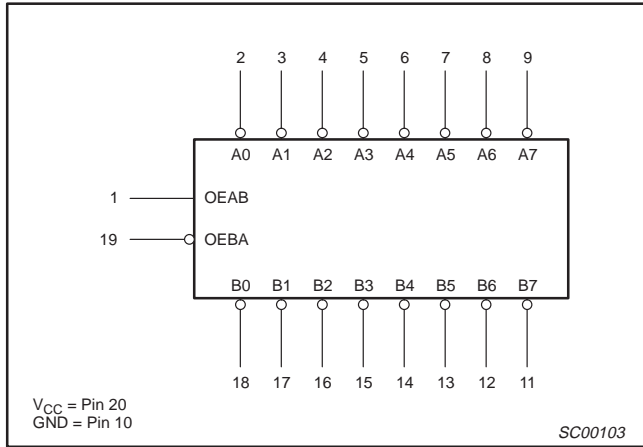 2 3 4 5 6 7 8 9
A0 A1 A2 A3 A4 A5 A6 A7
1 OEAB
19 OEBA
B0 B1 B2 B3 B4 B5 B6 B7
18 17 16 15 14 13 12 11
VCC = Pin 20
GND = Pin 10
SC00103